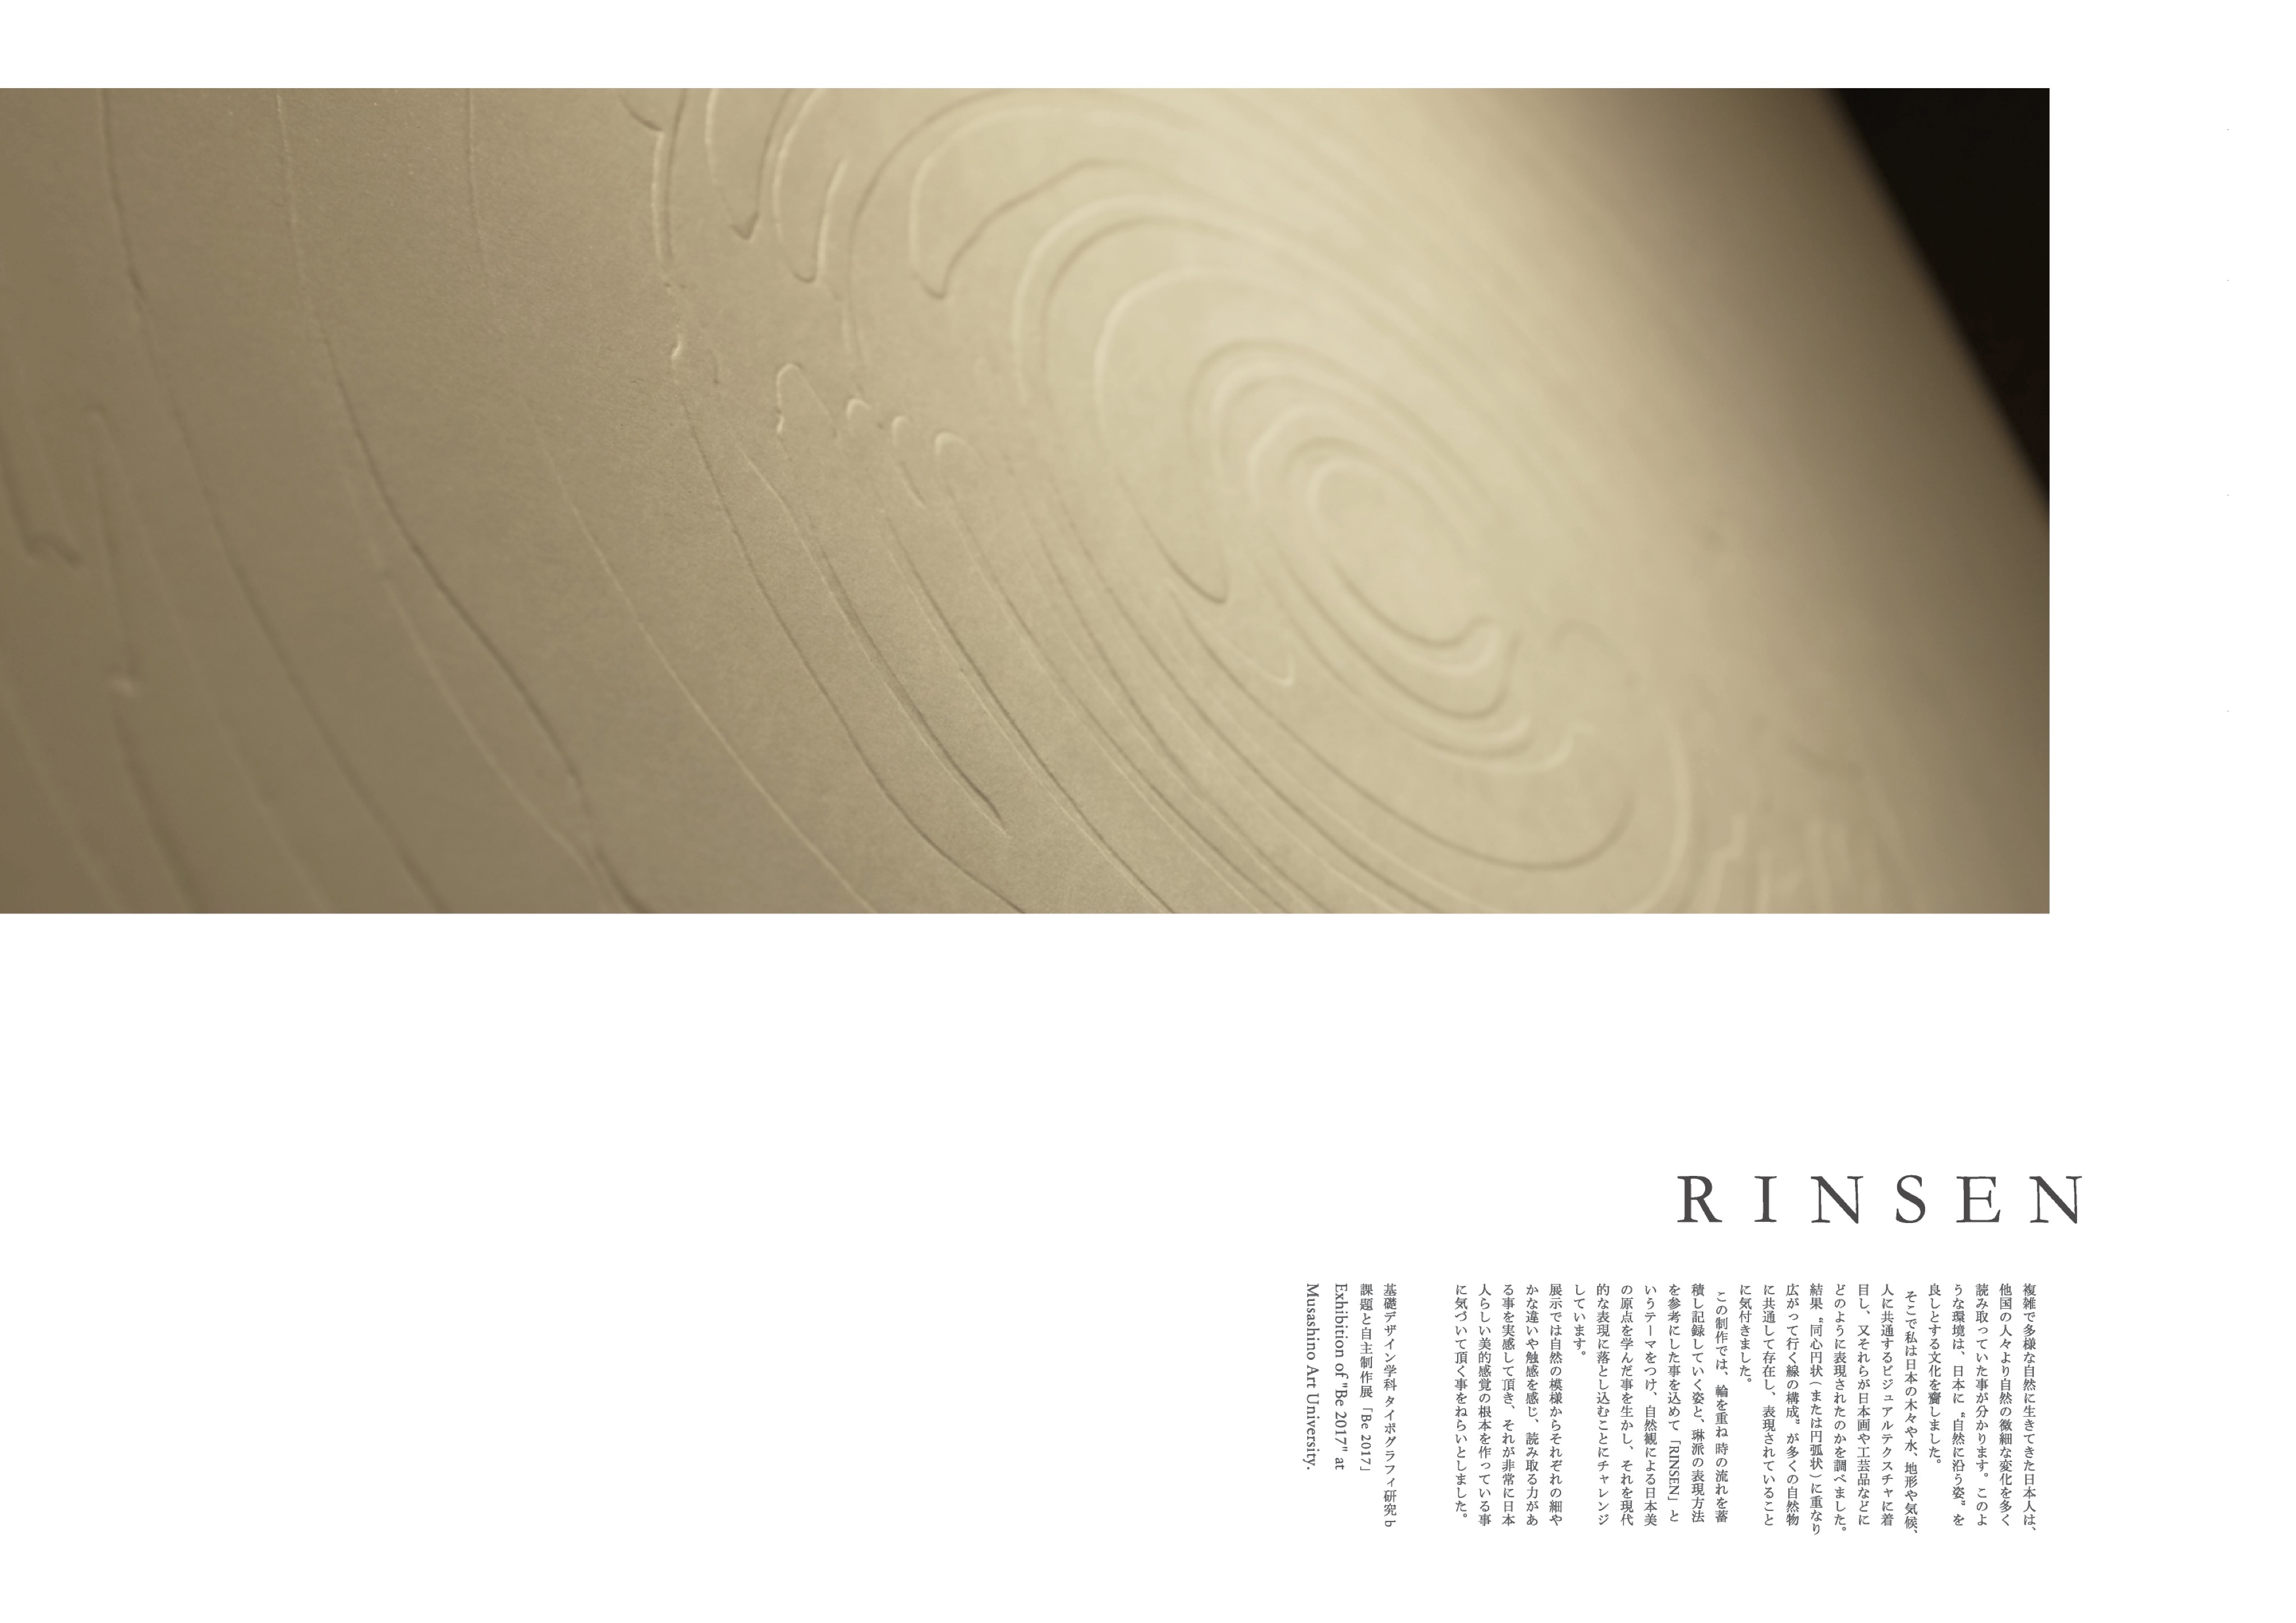 RINSEN
複雑で多様な自然に生きてきた日本人は、
他国の人々より自然の微細な変化を多く
読み取っていた事が分かります。このよ
うな環境は、日本に“自然に沿う姿”を
良しとする文化を齎しました。
そこで私は日本の木々や水、地形や気候、
人に共通するビジュアルテクスチャに着
目し、又それらが日本画や工芸品などに
どのように表現されたのかを調べました。
結果“同心円状(または円弧状)に重なり
広がって行く線の構成”が多くの自然物
に共通して存在し、表現されていること
に気付きました。
この制作では、輪を重ね 時の流れを蓄
積し記録していく姿と、琳派の表現方法
を参考にした事を込めて「RINSEN」と
いうテーマをつけ、自然観による日本美
の原点を学んだ事を生かし、それを現代
的な表現に落とし込むことにチャレンジ
しています。
展示では自然の模様からそれぞれの細や
かな違いや触感を感じ、読み取る力があ
る事を実感して頂き、それが非常に日本
人らしい美的感覚の根本を作っている事
に気づいて頂く事をねらいとしました。
基礎デザイン学科 タイポグラフィ研究 b
課題と自主制作展「Be 2017」
Exhibition of "Be 2017" at
Musashino Art University.